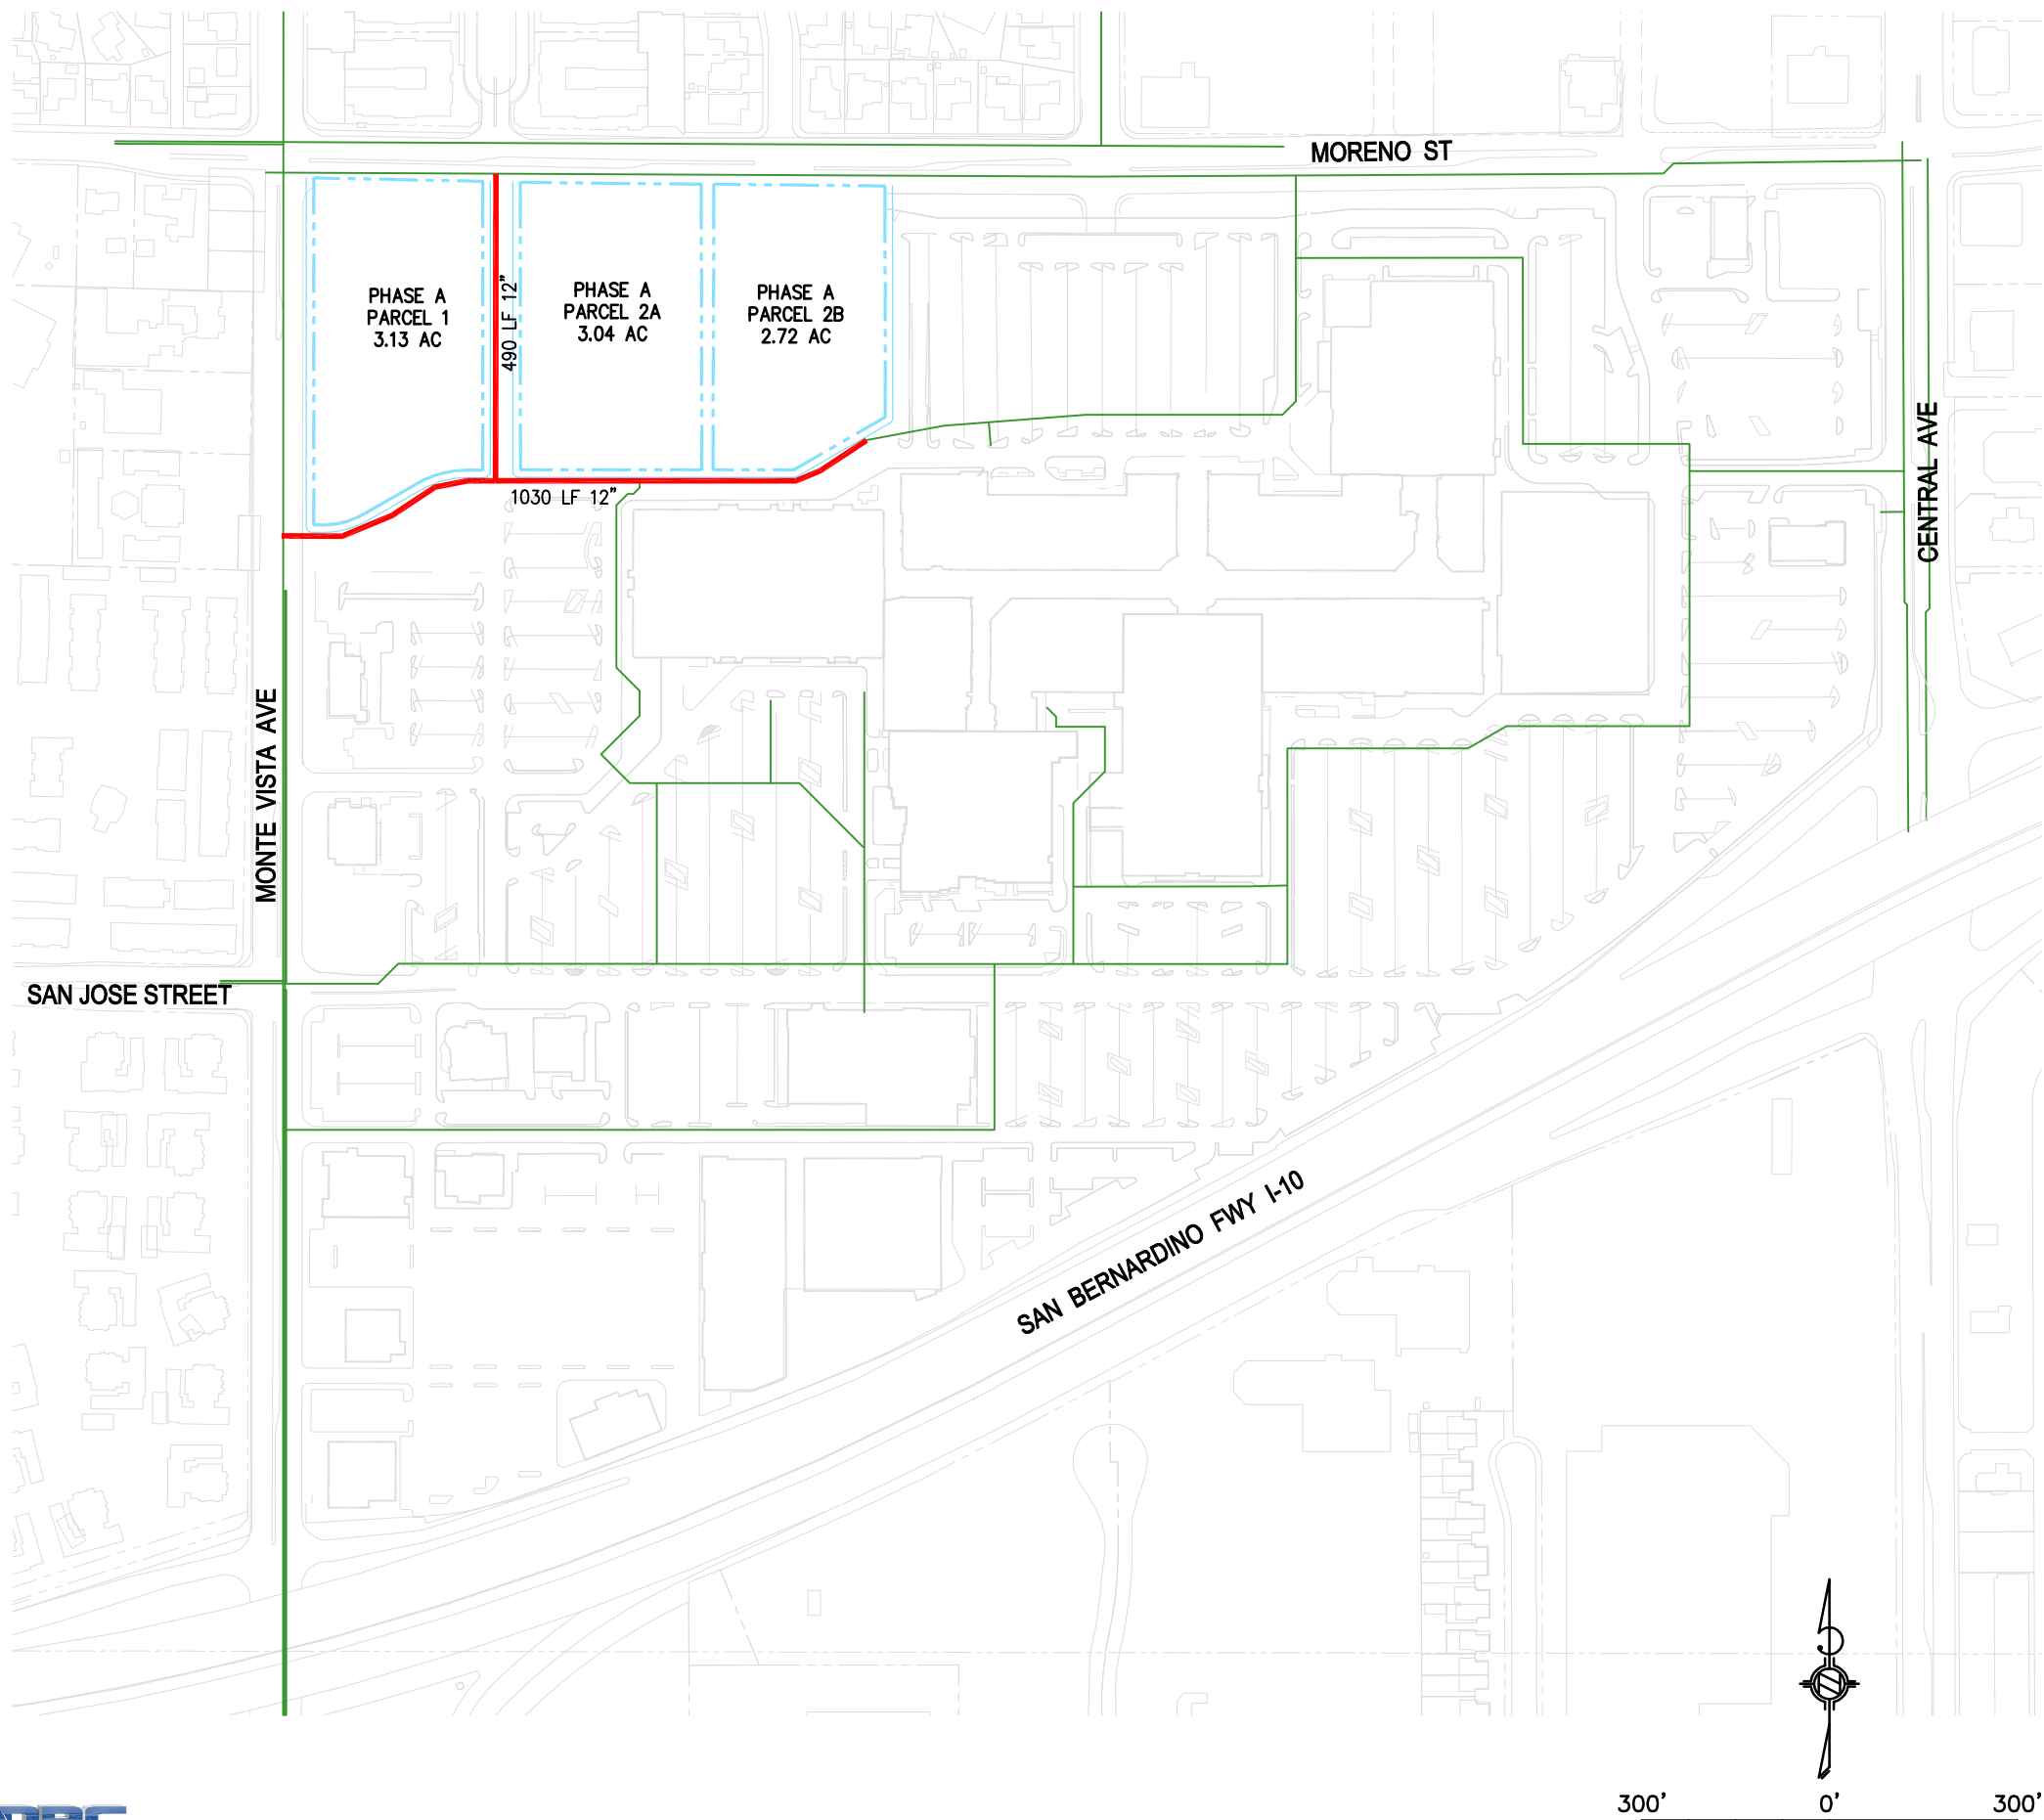 MORENO ST
PHASE A
PARCEL 1
3.13 AC
490 LF 12"
PHASE A
PARCEL 2A
3.04 AC
PHASE A
PARCEL 2B
2.72 AC
1030 LF 12"
CENTRAL AVE
MONTE VISTA AVE
SAN JOSE STREET
SAN BERNARDINO FWY I-10
300' 0' 300'